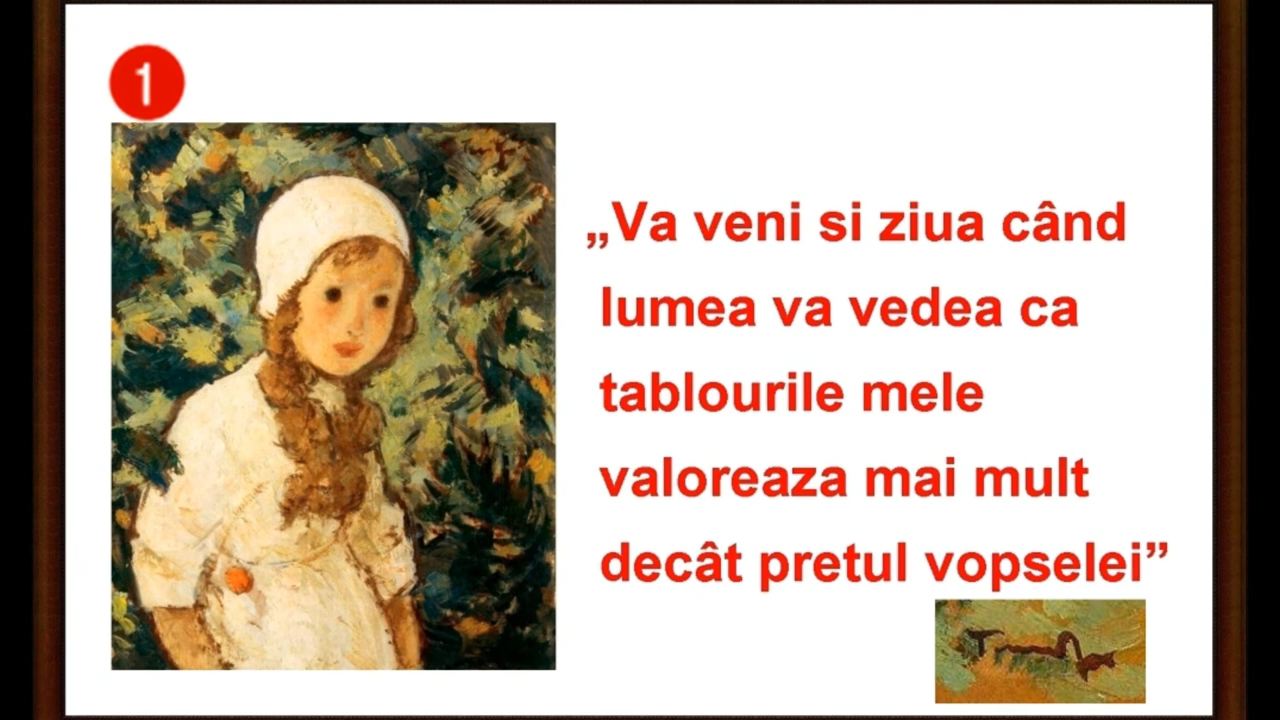 1
„Va veni si ziua când
lumea va vedea ca
tablourile mele
valoreaza mai mult
decât pretul vopselei”